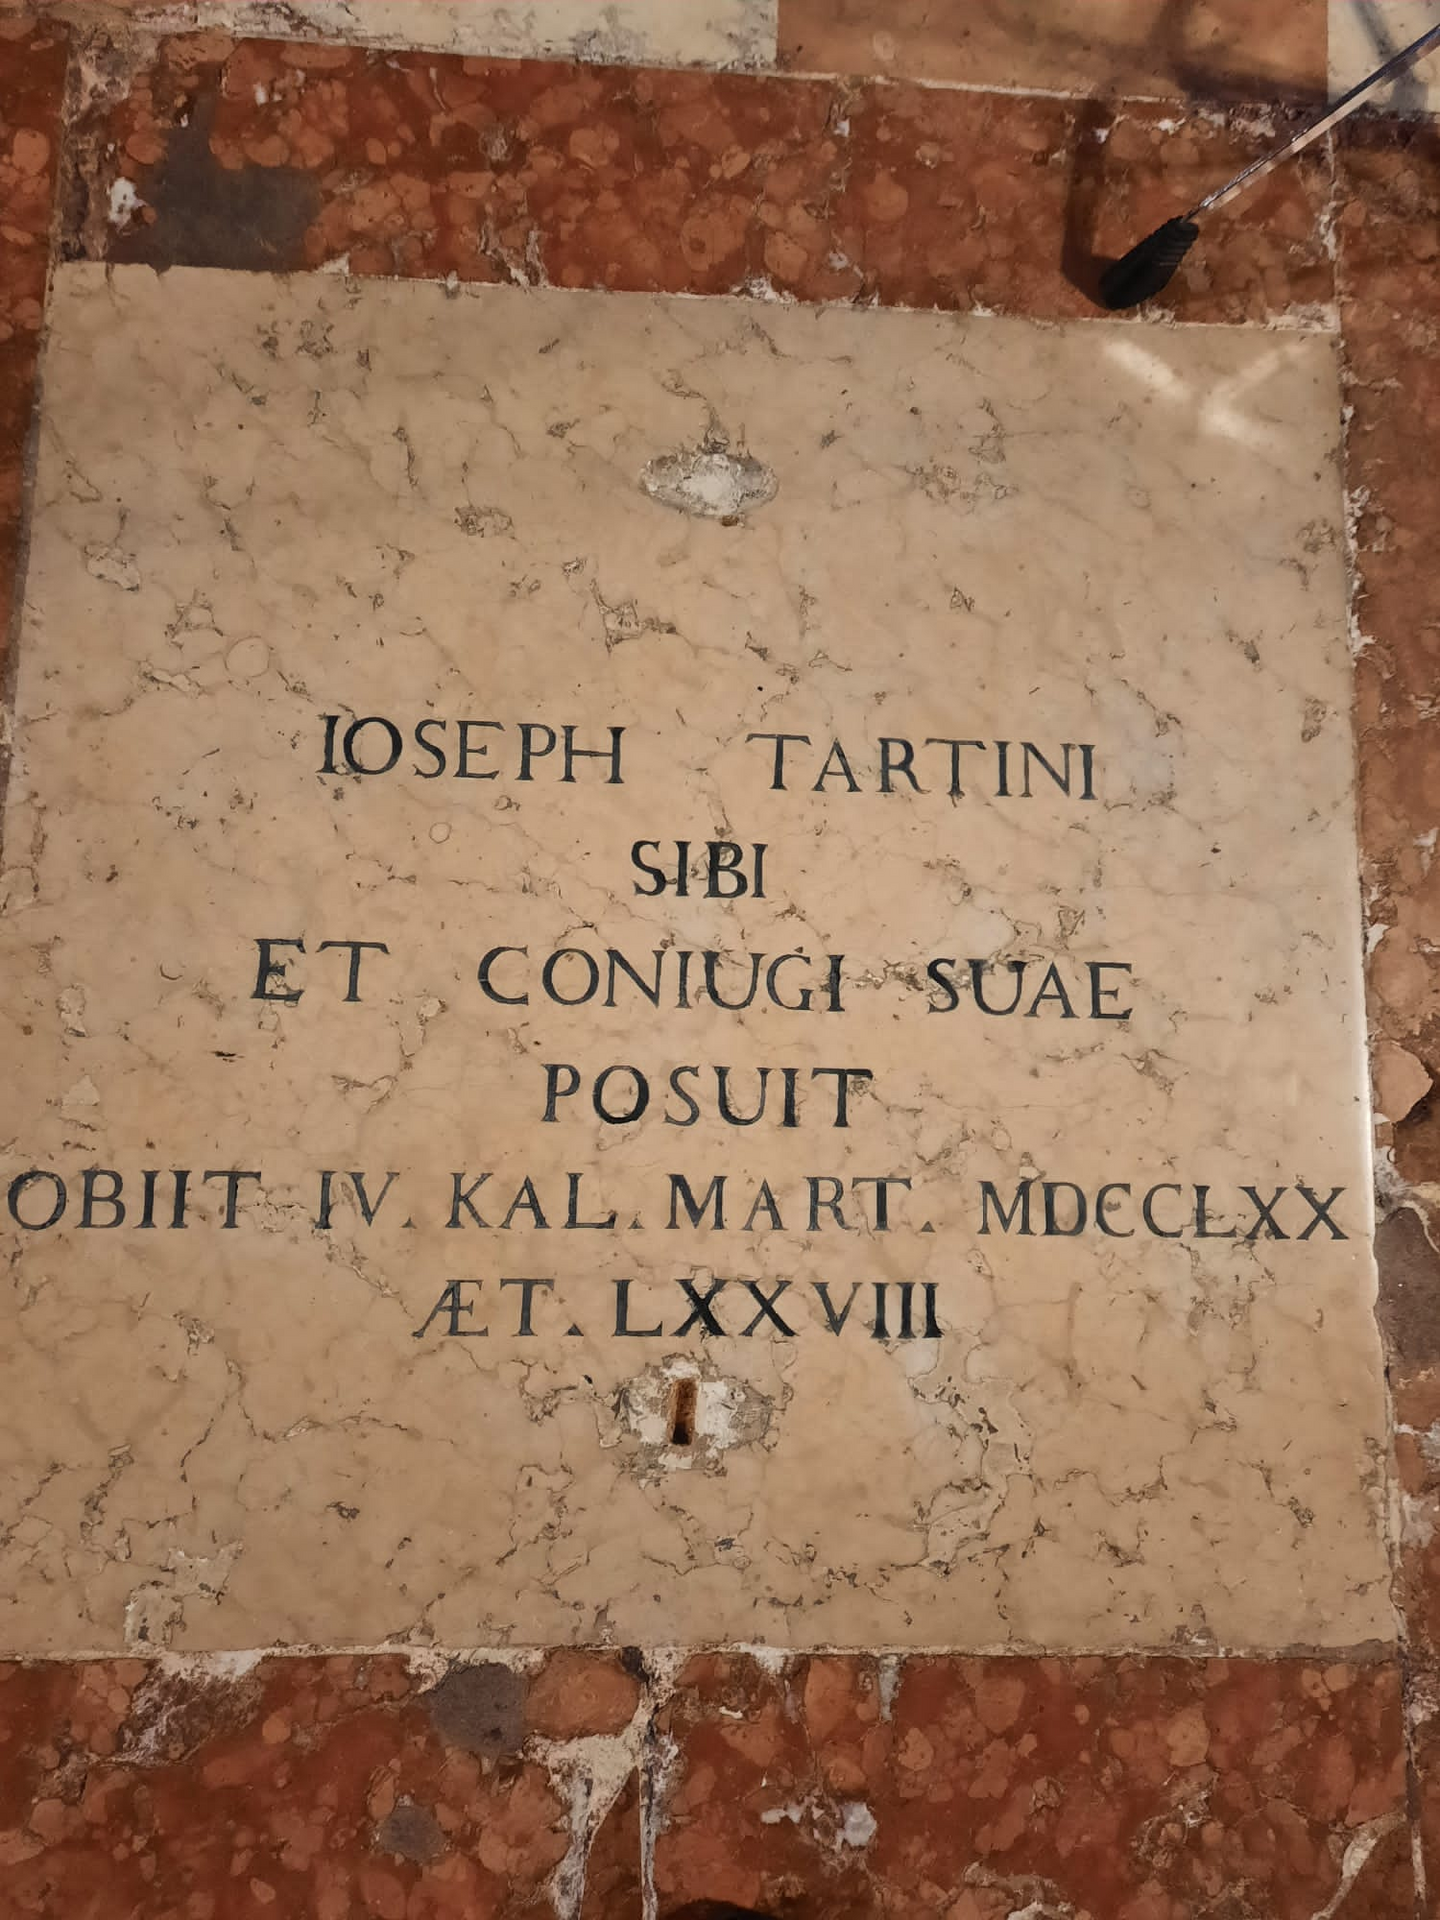 IOSEPH TARTINI
SIBI
ET CONIUGI SUAE
POSUIT
OBIIT IV. KAL. MART. MDCCLXX
ÆT. LXXVIII